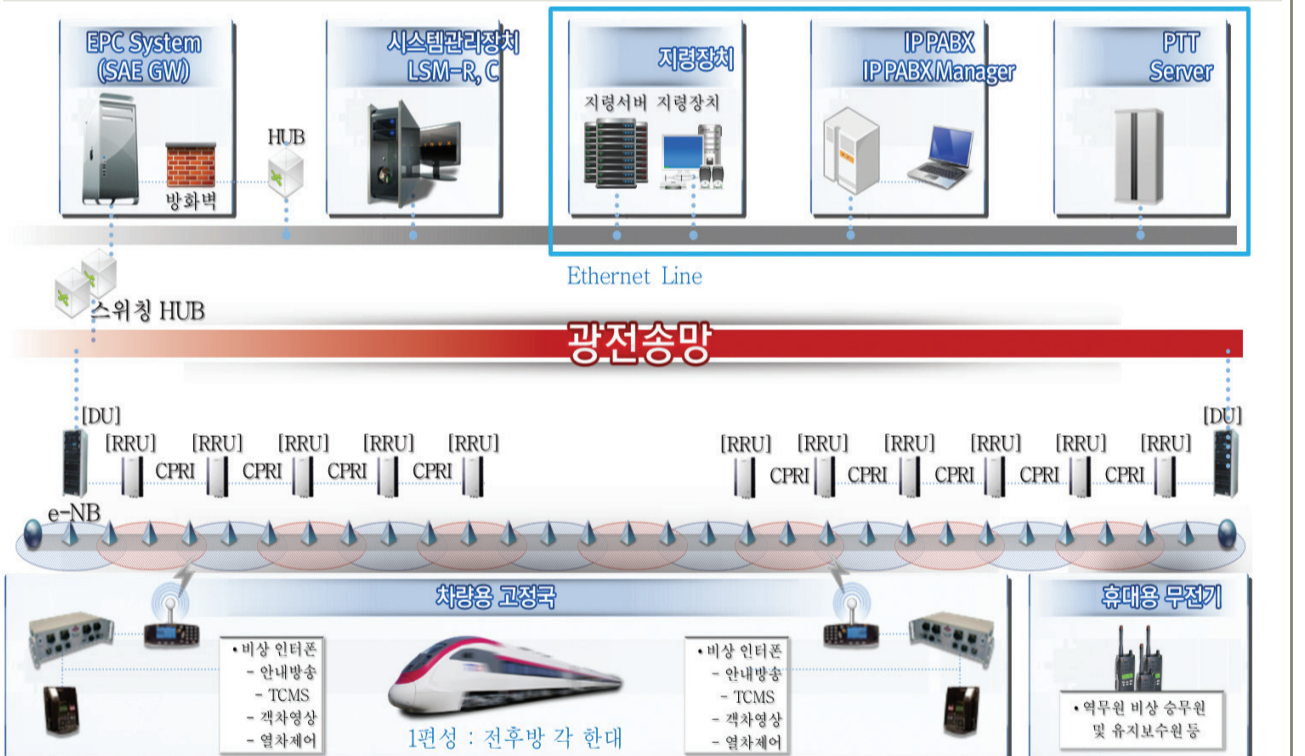 EPC System
(SAE GW)
시스템관리장치
LSM-R, C
지령장치
IP PABX
IP PABX Manager
PTT
Server
지령서버 지령장치
HUB
방화벽
Ethernet Line
스위칭 HUB
광전송망
[DU]
[DU]
[RRU] [RRU] [RRU] [RRU] [RRU]
[RRU] [RRU] [RRU] [RRU] [RRU] [RRU]
CPRI CPRI CPRI CPRI
CPRI CPRI CPRI CPRI CPRI
e-NB
차량용 고정국
휴대용 무전기
• 비상 인터폰
- 안내방송
- TCMS
- 객차영상
- 열차제어
1편성 : 전후방 각 한대
• 비상 인터폰
- 안내방송
- TCMS
- 객차영상
- 열차제어
• 역무원 비상 승무원
및 유지보수원 등